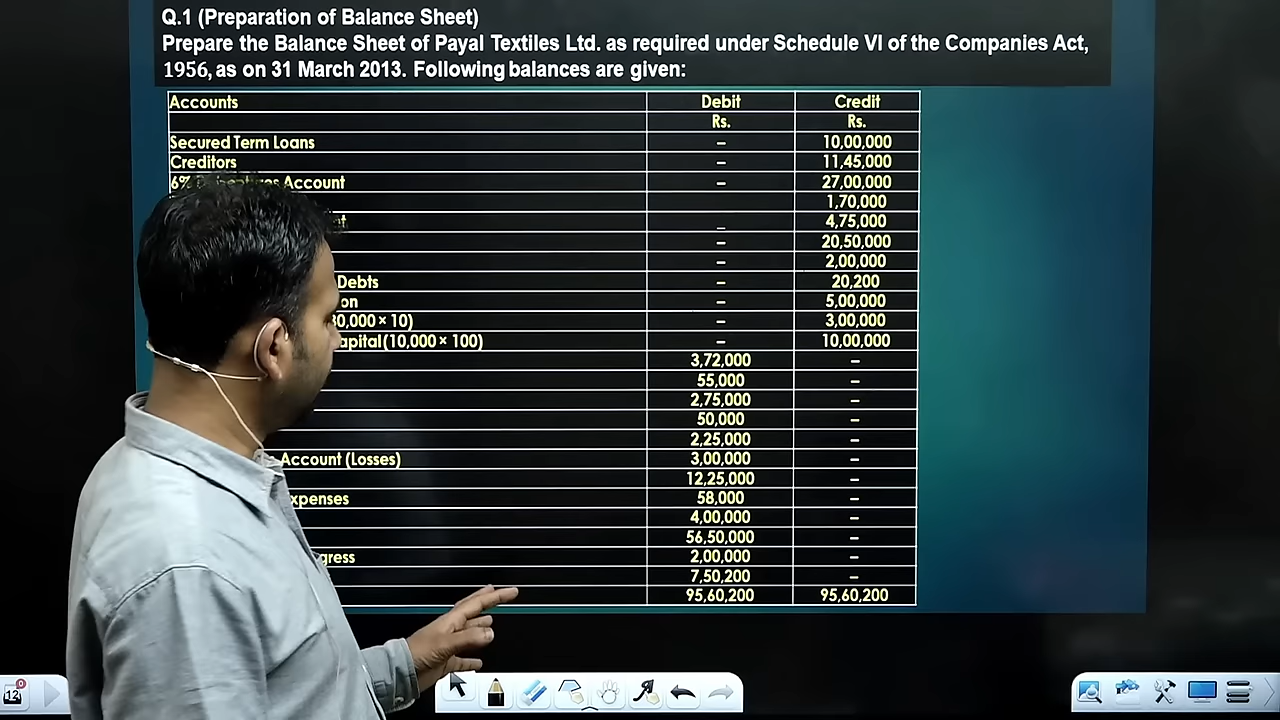 Q.1 (Preparation of Balance Sheet)
Prepare the Balance Sheet of Payal Textiles Ltd. as required under Schedule VI of the Companies Act,
1956, as on 31 March 2013. Following balances are given:
Accounts Debit Credit
Rs. Rs.
Secured Term Loans – 10,00,000
Creditors – 11,45,000
6% Account – 27,00,000
1,70,000
_ 4,75,000
– 20,50,000
– 2,00,000
Debts – 20,200
– 5,00,000
0,000 × 10) – 3,00,000
apital (10,000 × 100) – 10,00,000
3,72,000 –
55,000 –
2,75,000 –
50,000 –
2,25,000 –
Account (Losses) 3,00,000 –
12,25,000 –
xpenses 58,000 –
4,00,000 –
56,50,000 –
gress 2,00,000 –
7,50,200 –
95,60,200 95,60,200
12
0